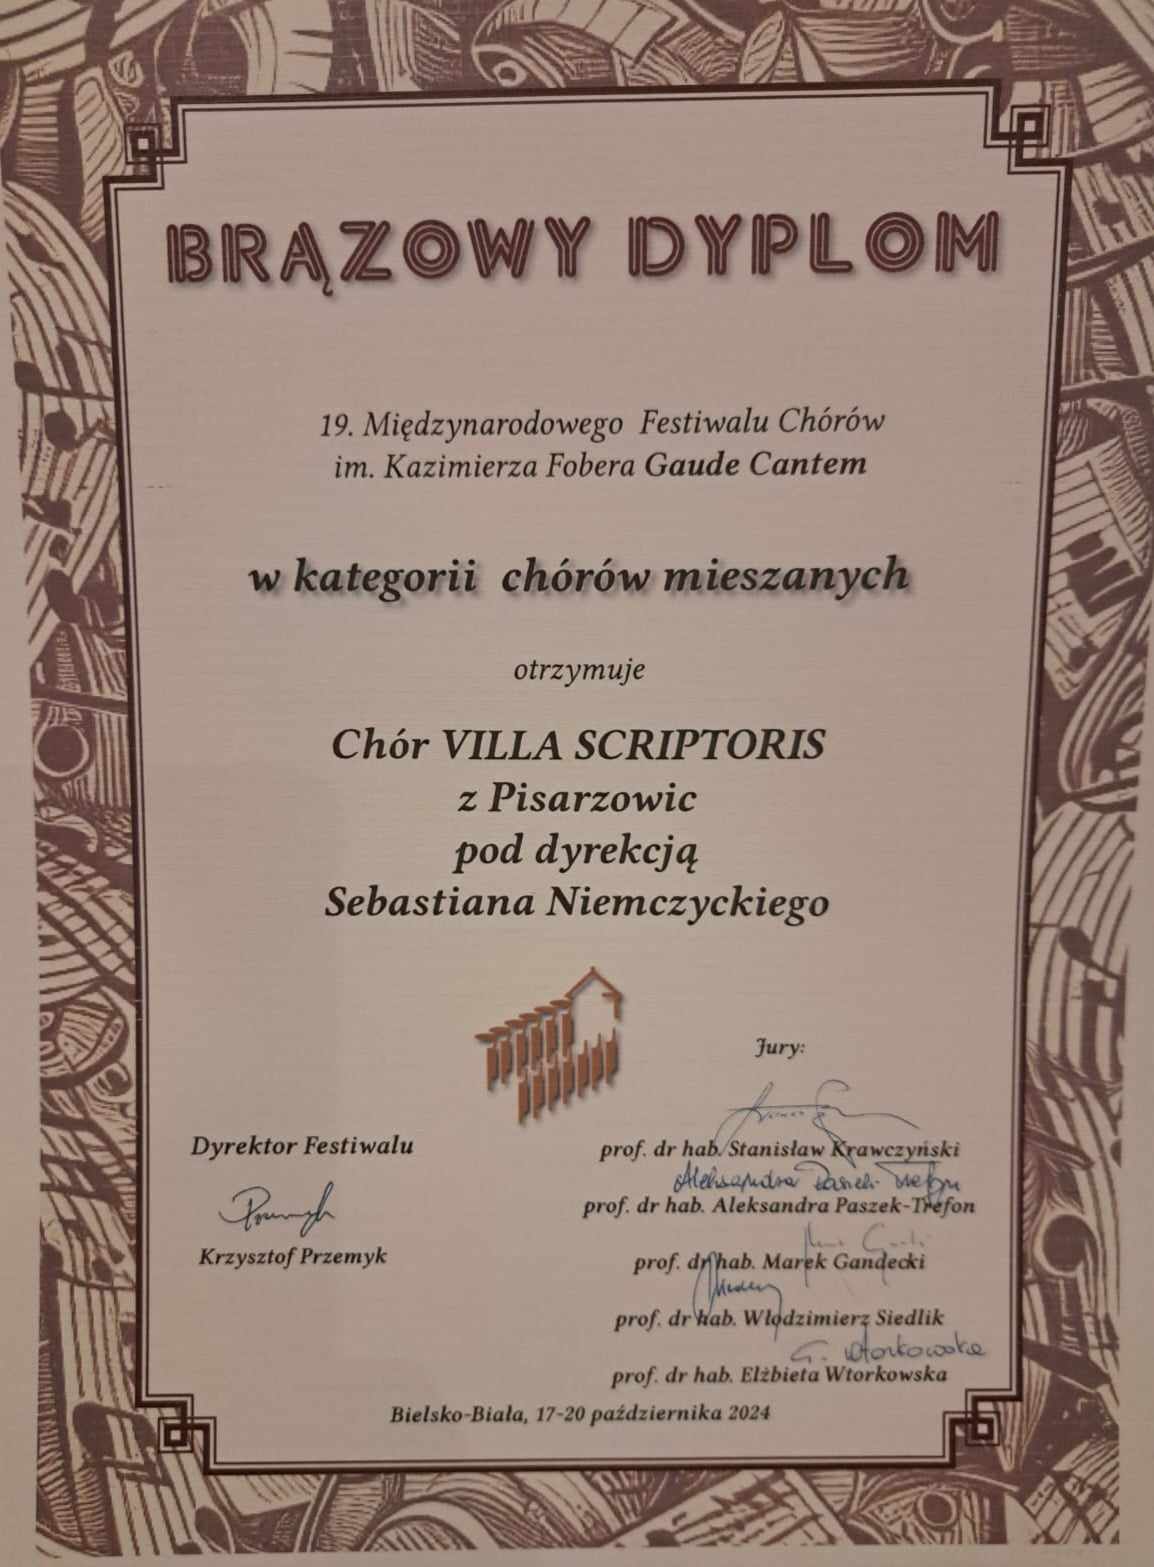 BRĄZOWY DYPLOM
19. Międzynarodowego Festiwalu Chórów
im. Kazimierza Fobera Gaude Cantem
w kategorii chórów mieszanych
otrzymuje
Chór VILLA SCRIPTORIS
z Pisarzowic
pod dyrekcją
Sebastiana Niemczyckiego
Dyrektor Festiwalu
Krzysztof Przemyk
Jury:
prof. dr hab. Stanisław Krawczyński
Aleksandra Paszek-Trefon
prof. dr hab. Aleksandra Paszek-Trefon
prof. dr hab. Marek Gandecki
prof. dr hab. Włodzimierz Siedlik
E. Wtorkowska
prof. dr hab. Elżbieta Wtorkowska
Bielsko-Biała, 17-20 października 2024